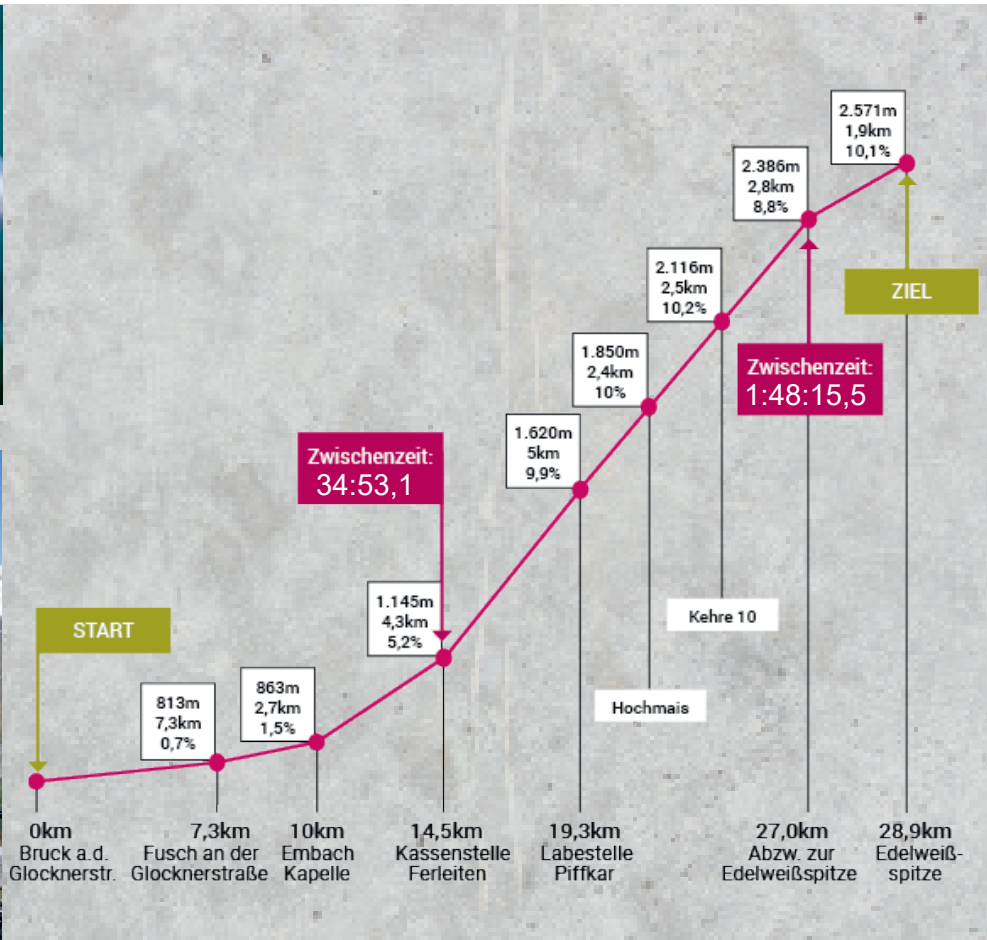 2.571m
1,9km
10,1%
2.386m
2,8km
8,8%
2.116m
2,5km
10,2%
ZIEL
1.850m
2,4km
10%
Zwischenzeit:
1:48:15,5
1.620m
5km
9,9%
Zwischenzeit:
34:53,1
1.145m
4,3km
5,2%
Kehre 10
START
863m
2,7km
1,5%
813m
7,3km
0,7%
Hochmais
0km
Bruck a.d.
Glocknerstr.
7,3km
Fusch an der
Glocknerstraße
10km
Embach
Kapelle
14,5km
Kassenstelle
Ferleiten
19,3km
Labestelle
Piffkar
27,0km
Abzw. zur
Edelweißspitze
28,9km
Edelweiß-
spitze